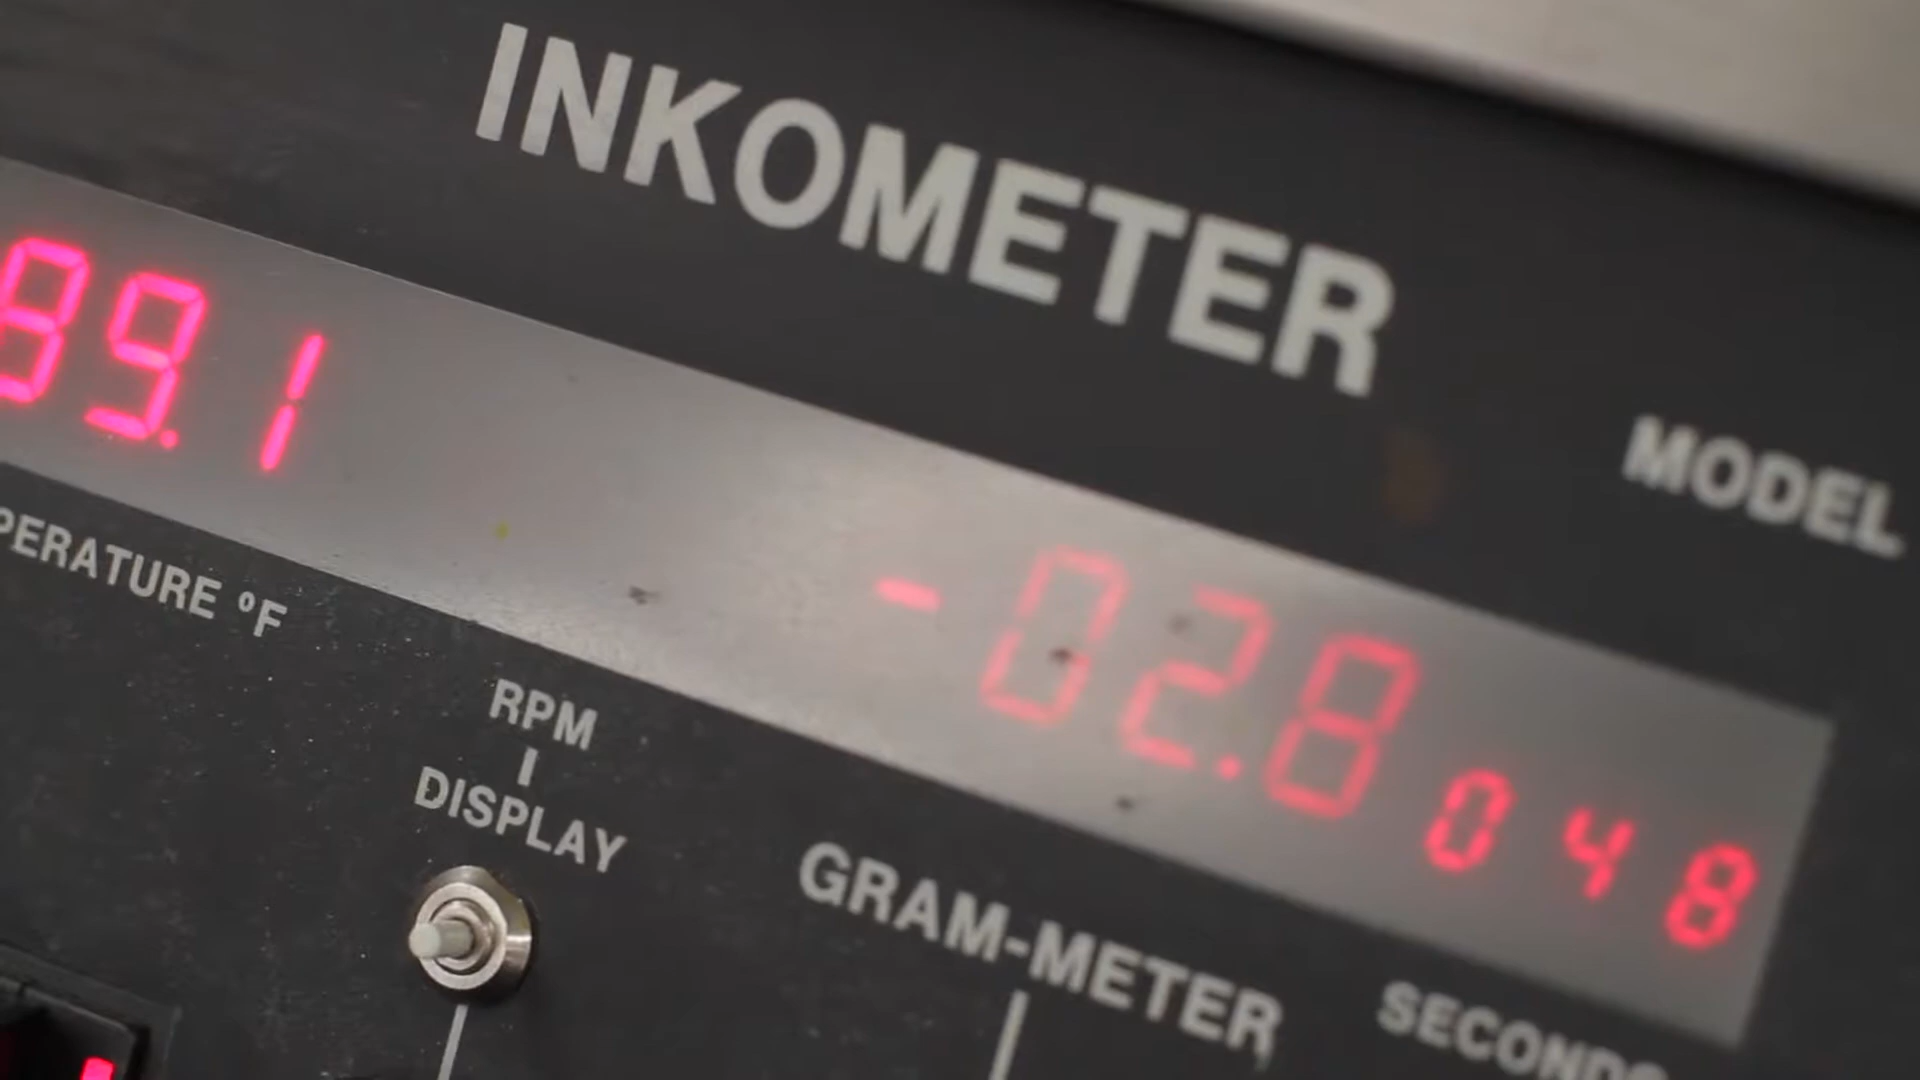 INKOMETER
MODEL
89.1
-02.8 048
PERATURE °F
RPM
DISPLAY
GRAM-METER
SECONDS